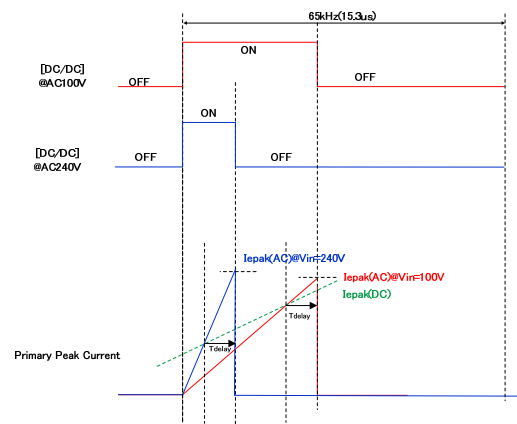 65kHz(15.3us)
[DC/DC]
@AC100V
OFF
ON
OFF
[DC/DC]
@AC240V
OFF
ON
OFF
Iepak(AC)@Vin=240V
Iepak(AC)@Vin=100V
Iepak(DC)
Tdelay
Tdelay
Primary Peak Current